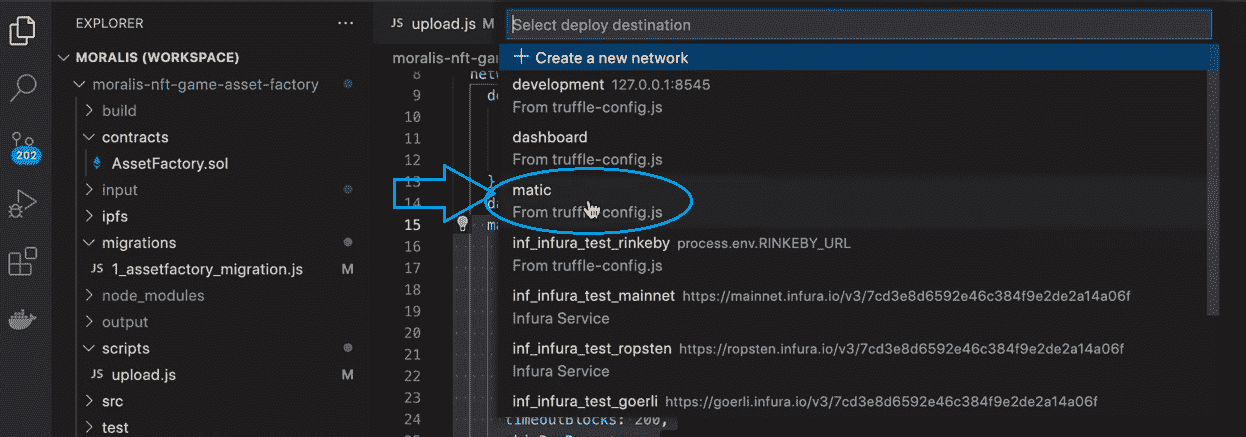 EXPLORER
MORALIS (WORKSPACE)
moralis-nft-game-asset-factory
build
contracts
AssetFactory.sol
input
ipfs
migrations
JS 1_assetfactory_migration.js M
node_modules
output
scripts
JS upload.js M
src
test
202
JS upload.js M
moralis-nft-ga
8
9
10
11
12
13 }
14 da
15 ma
16
17
18
19
20
21
22
23
24 timeoutBlocks: 200,
Select deploy destination
+ Create a new network
development 127.0.0.1:8545
From truffle-config.js
dashboard
From truffle-config.js
matic
From truffle-config.js
inf_infura_test_rinkeby process.env.RINKEBY_URL
From truffle-config.js
inf_infura_test_mainnet https://mainnet.infura.io/v3/7cd3e8d6592e46c384f9e2de2a14a06f
Infura Service
inf_infura_test_ropsten https://ropsten.infura.io/v3/7cd3e8d6592e46c384f9e2de2a14a06f
Infura Service
inf_infura_test_goerli https://goerli.infura.io/v3/7cd3e8d6592e46c384f9e2de2a14a06f